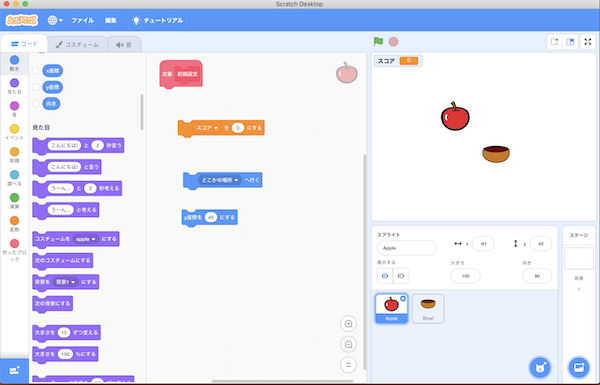 Scratch Desktop
SCRATCH ファイル 編集 チュートリアル
コード コスチューム 音
動き
見た目
音
イベント
制御
調べる
演算
変数
作ったブロック
x座標
y座標
向き
見た目
こんにちは! と 2 秒言う
こんにちは! と言う
うーん... と 2 秒考える
うーん... と考える
コスチュームを apple にする
次のコスチュームにする
背景を 背景1 にする
次の背景にする
大きさを 10 ずつ変える
大きさを 100 %にする
定義 初期設定
スコア を 0 にする
どこかの場所 へ行く
y座標を 45 にする
スコア 0
スプライト
Apple
x -51
y 45
表示する
大きさ
100
向き
90
Apple
Bowl
ステージ
背景
1